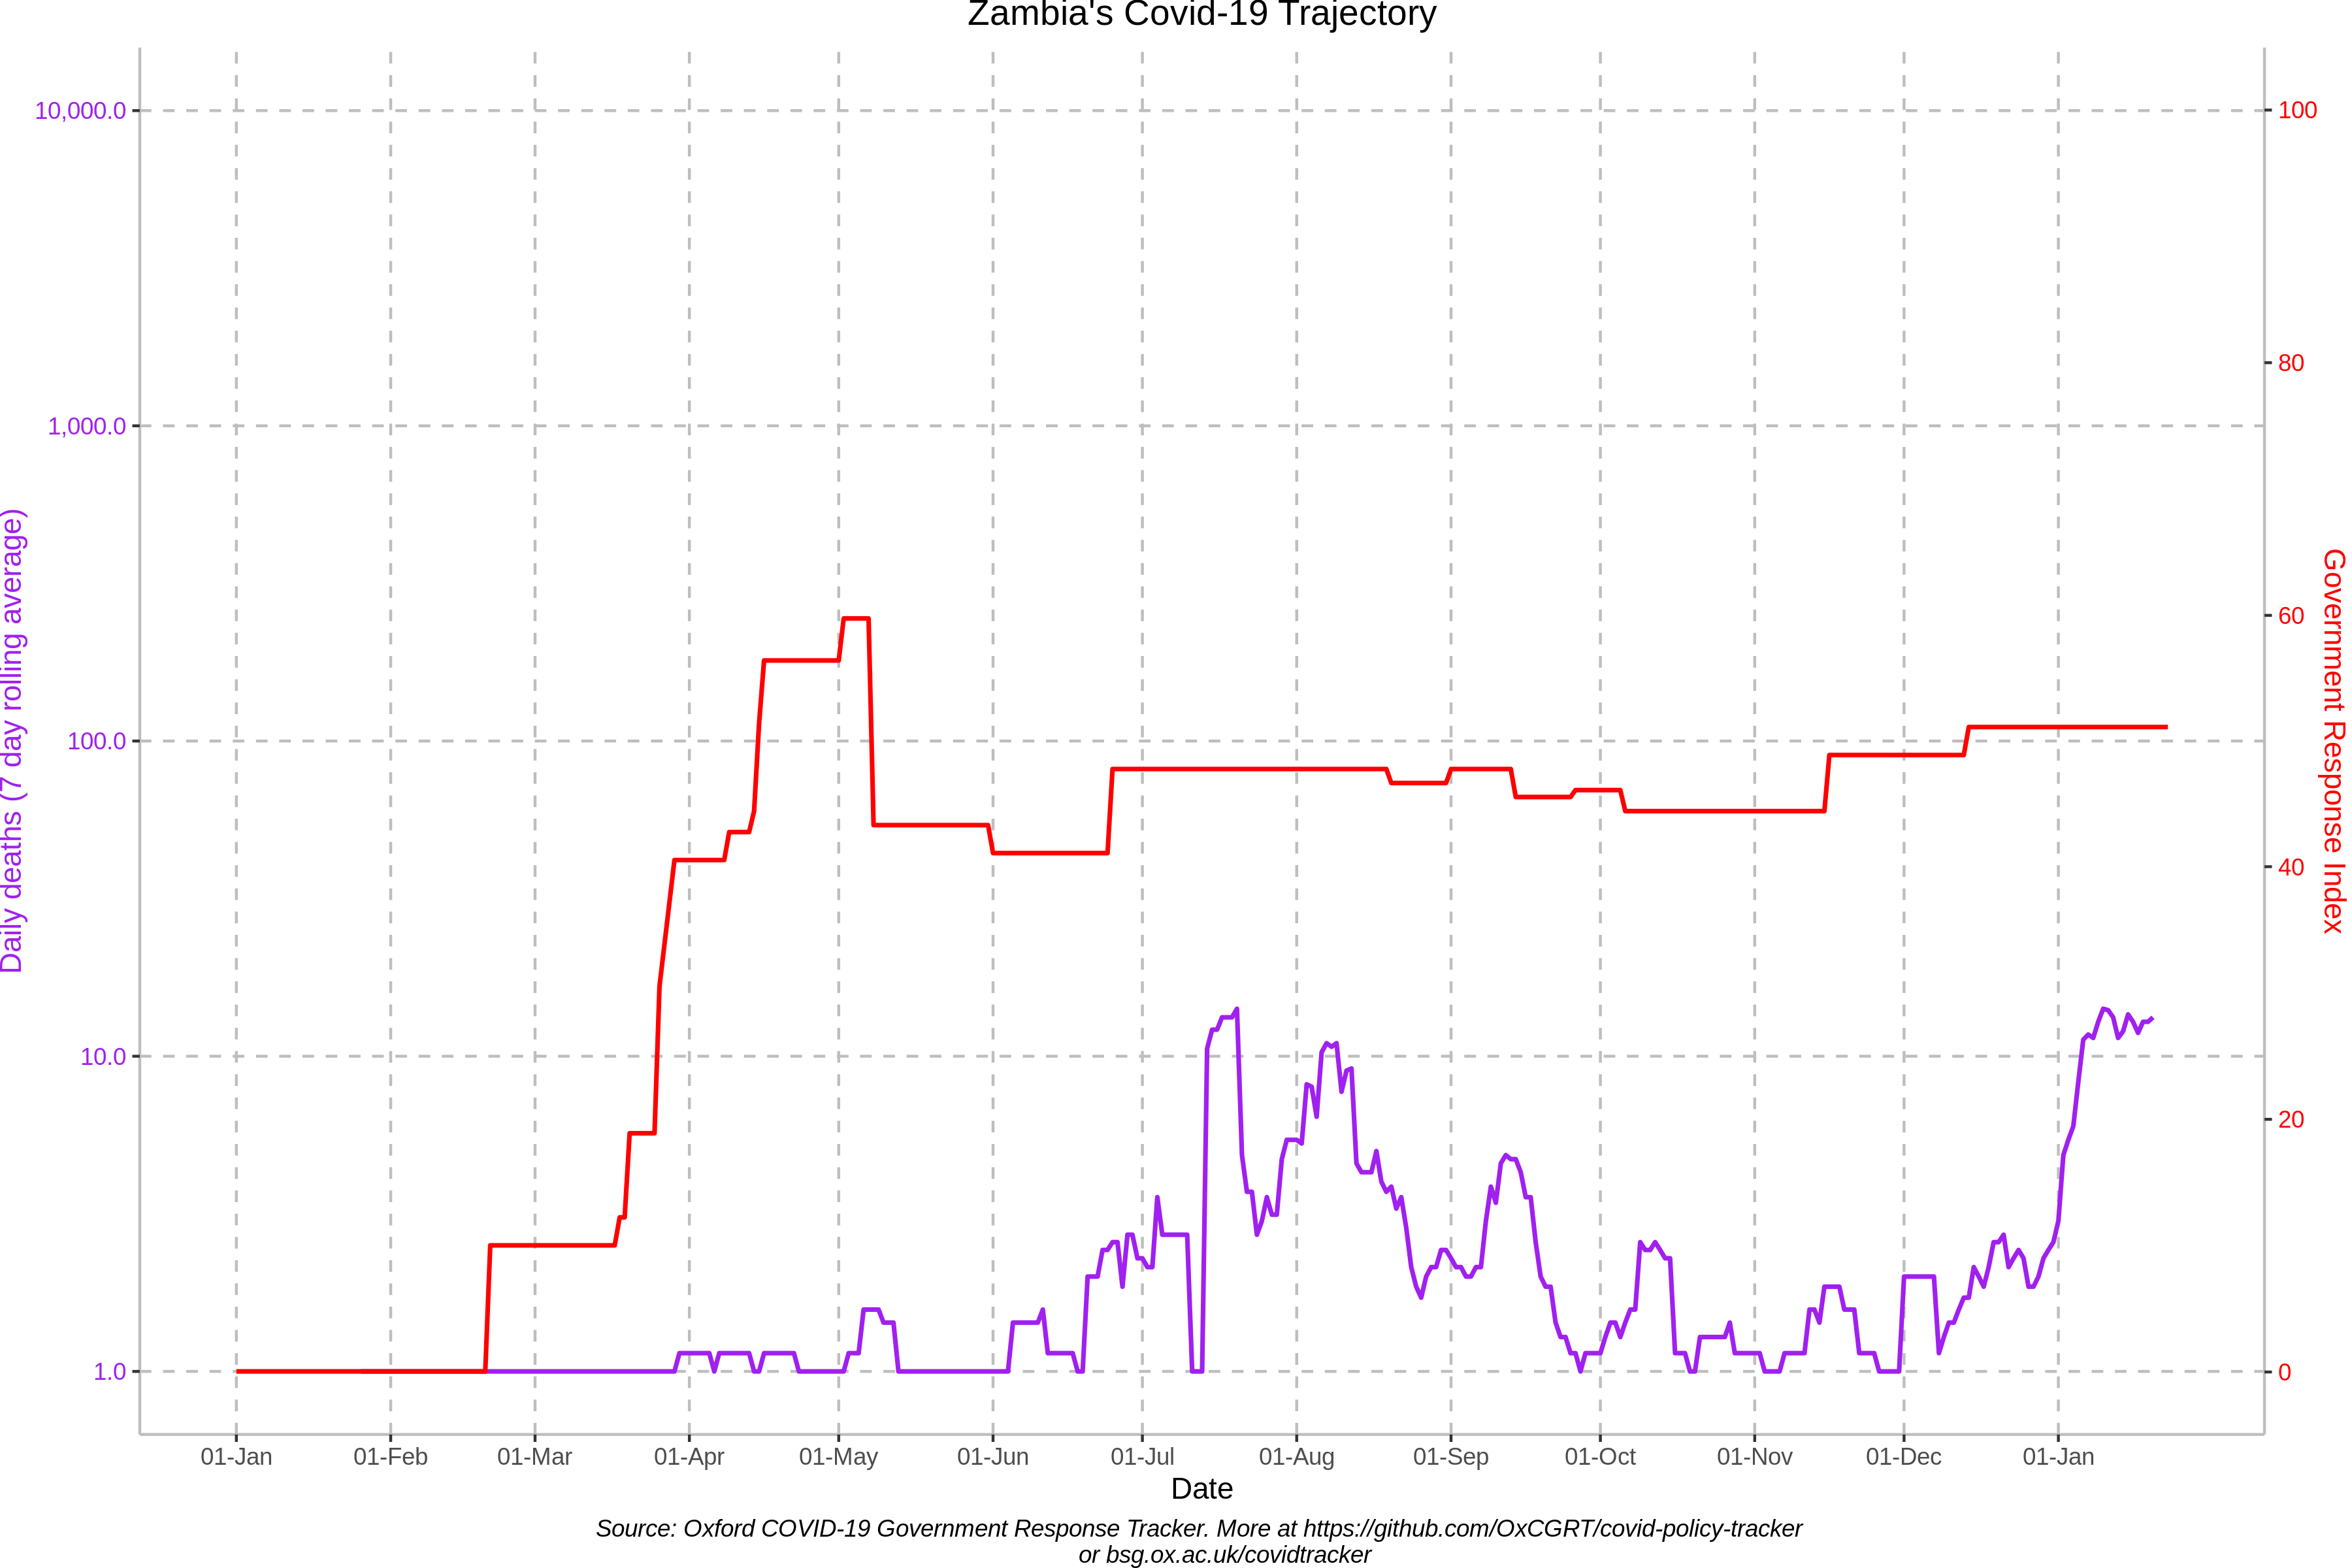 Zambia's Covid-19 Trajectory
10,000.0
1,000.0
100.0
10.0
1.0
Daily deaths (7 day rolling average)
100
80
60
40
20
0
Government Response Index
01-Jan 01-Feb 01-Mar 01-Apr 01-May 01-Jun 01-Jul 01-Aug 01-Sep 01-Oct 01-Nov 01-Dec 01-Jan
Date
Source: Oxford COVID-19 Government Response Tracker. More at https://github.com/OxCGRT/covid-policy-tracker
or bsg.ox.ac.uk/covidtracker